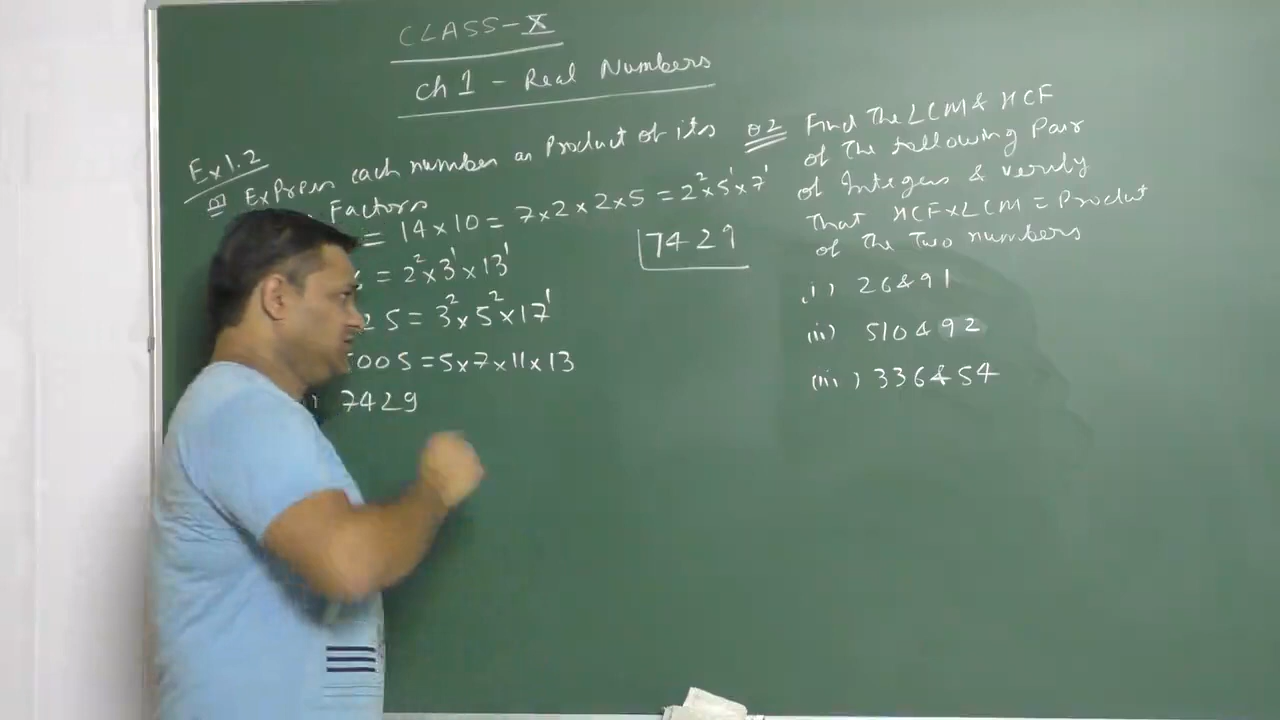 CLASS-X
Ch 1 - Real Numbers
Ex 1.2
Q1 Express each number as Product of its
Factors
= 14 × 10 = 7 × 2 × 2 × 5 = 2² × 5¹ × 7¹
= 2² × 3¹ × 13¹
25 = 3² × 5² × 17¹
5005 = 5 × 7 × 11 × 13
7429
7429
Q2 Find The LCM & HCF
of The following Pair
of Integers & verify
That HCF × LCM = Product
of The Two numbers
(i) 26 & 91
(ii) 510 & 92
(iii) 336 & 54